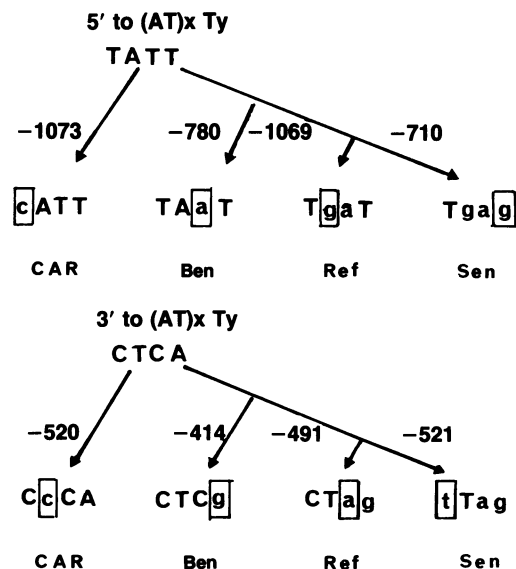 5' to (AT)x Ty
TATT
−1073 −780 −1069 −710
cATT TAaT TgaT Tgag
CAR Ben Ref Sen
3' to (AT)x Ty
CTCA
−520 −414 −491 −521
CcCA CTCg CTag tTag
CAR Ben Ref Sen